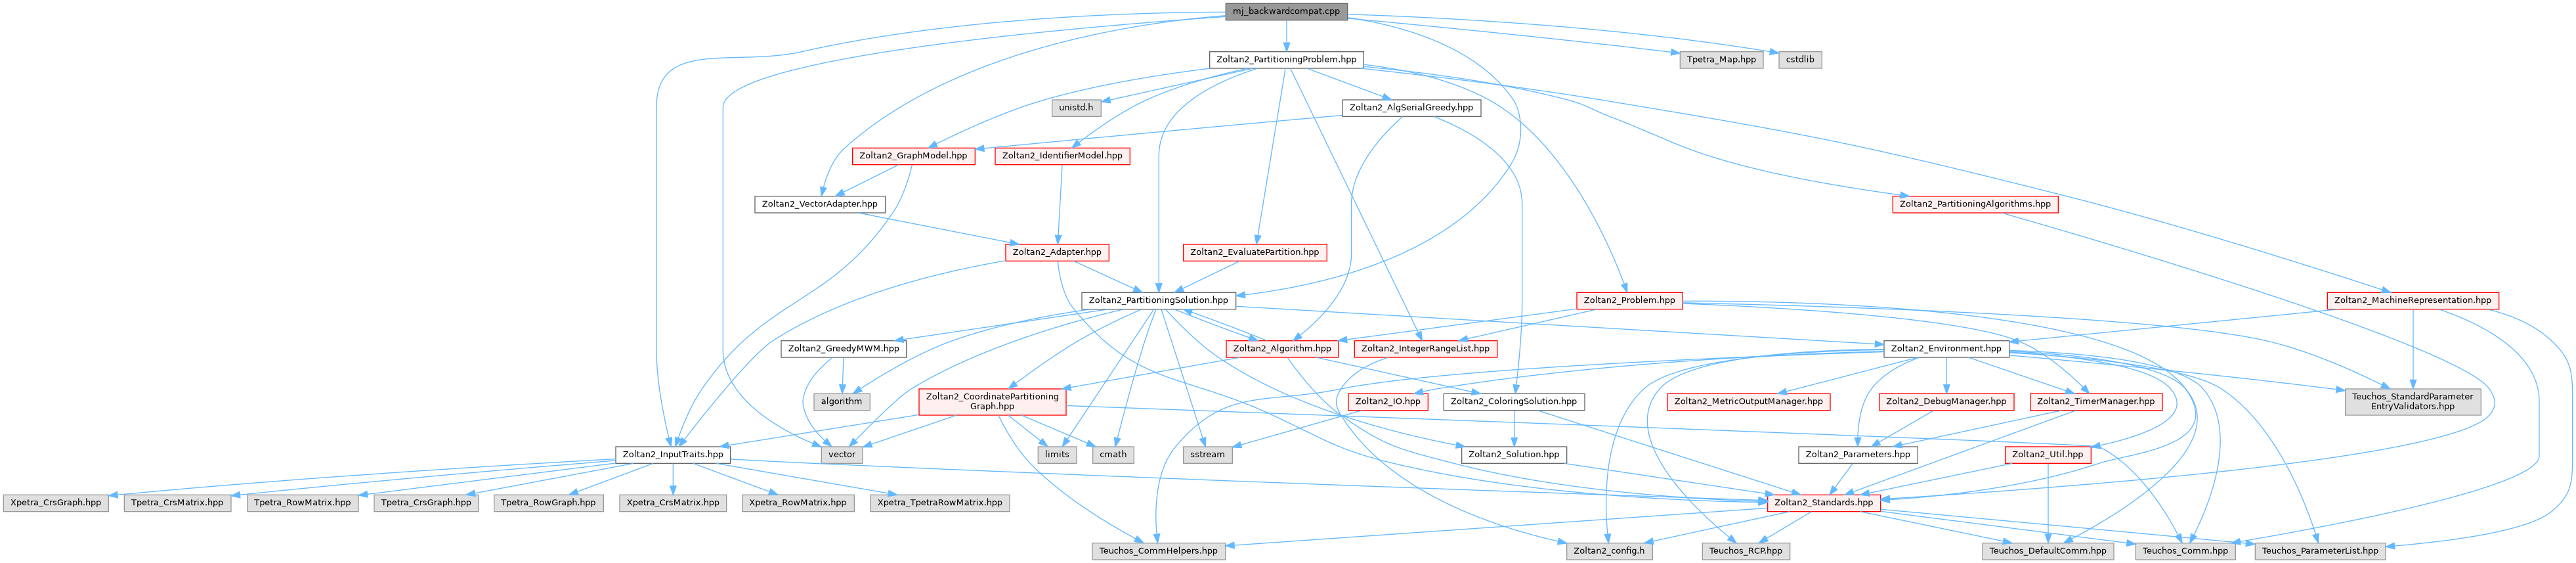 mj_backwardcompat.cpp
Zoltan2_PartitioningProblem.hpp
Tpetra_Map.hpp
cstdlib
unistd.h
Zoltan2_AlgSerialGreedy.hpp
Zoltan2_GraphModel.hpp
Zoltan2_IdentifierModel.hpp
Zoltan2_VectorAdapter.hpp
Zoltan2_PartitioningAlgorithms.hpp
Zoltan2_Adapter.hpp
Zoltan2_EvaluatePartition.hpp
Zoltan2_PartitioningSolution.hpp
Zoltan2_Problem.hpp
Zoltan2_MachineRepresentation.hpp
Zoltan2_GreedyMWM.hpp
Zoltan2_Algorithm.hpp
Zoltan2_IntegerRangeList.hpp
Zoltan2_Environment.hpp
algorithm
Zoltan2_CoordinatePartitioning
Graph.hpp
Zoltan2_IO.hpp
Zoltan2_ColoringSolution.hpp
Zoltan2_MetricOutputManager.hpp
Zoltan2_DebugManager.hpp
Zoltan2_TimerManager.hpp
Teuchos_StandardParameter
EntryValidators.hpp
Zoltan2_InputTraits.hpp
vector
limits
cmath
sstream
Zoltan2_Solution.hpp
Zoltan2_Parameters.hpp
Zoltan2_Util.hpp
Xpetra_CrsGraph.hpp
Tpetra_CrsMatrix.hpp
Tpetra_RowMatrix.hpp
Tpetra_CrsGraph.hpp
Tpetra_RowGraph.hpp
Xpetra_CrsMatrix.hpp
Xpetra_RowMatrix.hpp
Xpetra_TpetraRowMatrix.hpp
Zoltan2_Standards.hpp
Teuchos_CommHelpers.hpp
Zoltan2_config.h
Teuchos_RCP.hpp
Teuchos_DefaultComm.hpp
Teuchos_Comm.hpp
Teuchos_ParameterList.hpp